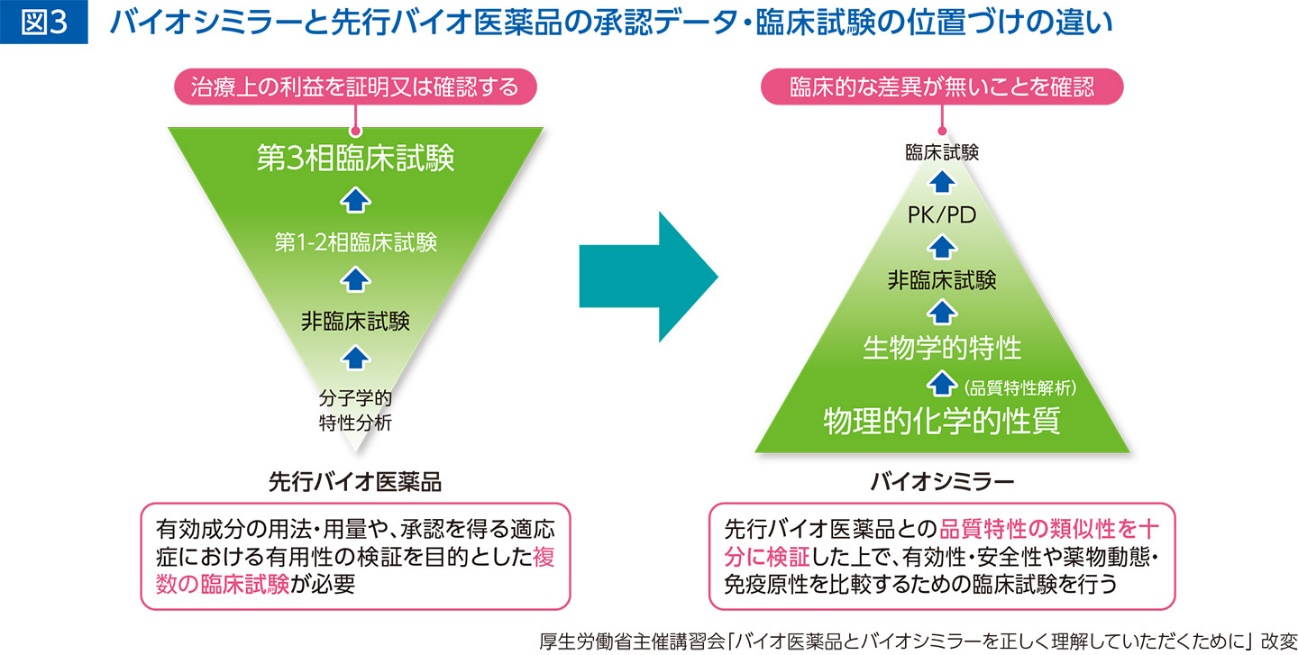 図3 バイオシミラーと先行バイオ医薬品の承認データ・臨床試験の位置づけの違い
治療上の利益を証明又は確認する
第3相臨床試験
第1-2相臨床試験
非臨床試験
分子学的
特性分析
先行バイオ医薬品
有効成分の用法・用量や、承認を得る適応
症における有用性の検証を目的とした複
数の臨床試験が必要
臨床的な差異が無いことを確認
臨床試験
PK/PD
非臨床試験
生物学的特性
(品質特性解析)
物理的化学的性質
バイオシミラー
先行バイオ医薬品との品質特性の類似性を十
分に検証した上で、有効性・安全性や薬物動態・
免疫原性を比較するための臨床試験を行う
厚生労働省主催講習会「バイオ医薬品とバイオシミラーを正しく理解していただくために」 改変